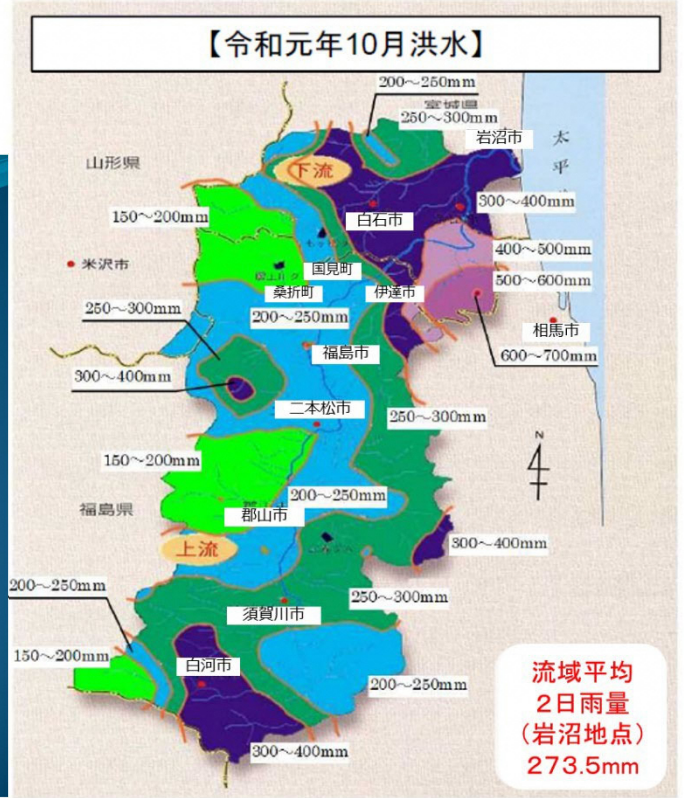 【令和元年10月洪水】
200～250mm
宮城県
250～300mm
岩沼市
太平
山形県
下流
150～200mm
白石市
300～400mm
400～500mm
米沢市
国見町
500～600mm
桑折町
伊達市
250～300mm
200～250mm
相馬市
福島市
600～700mm
300～400mm
二本松市
250～300mm
150～200mm
N
200～250mm
福島県
郡山市
上流
300～400mm
200～250mm
250～300mm
須賀川市
150～200mm
白河市
200～250mm
流域平均
2日雨量
（岩沼地点）
273.5mm
300～400mm